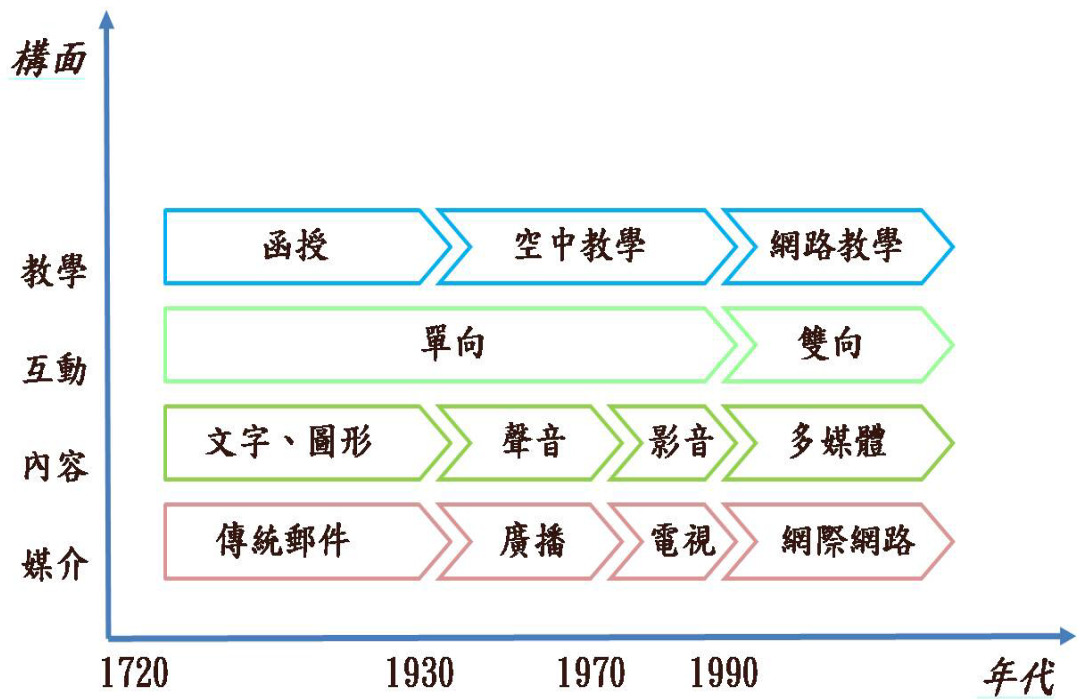 構面
教學
函授
空中教學
網路教學
互動
單向
雙向
內容
文字、圖形
聲音
影音
多媒體
媒介
傳統郵件
廣播
電視
網際網路
1720
1930
1970
1990
年代